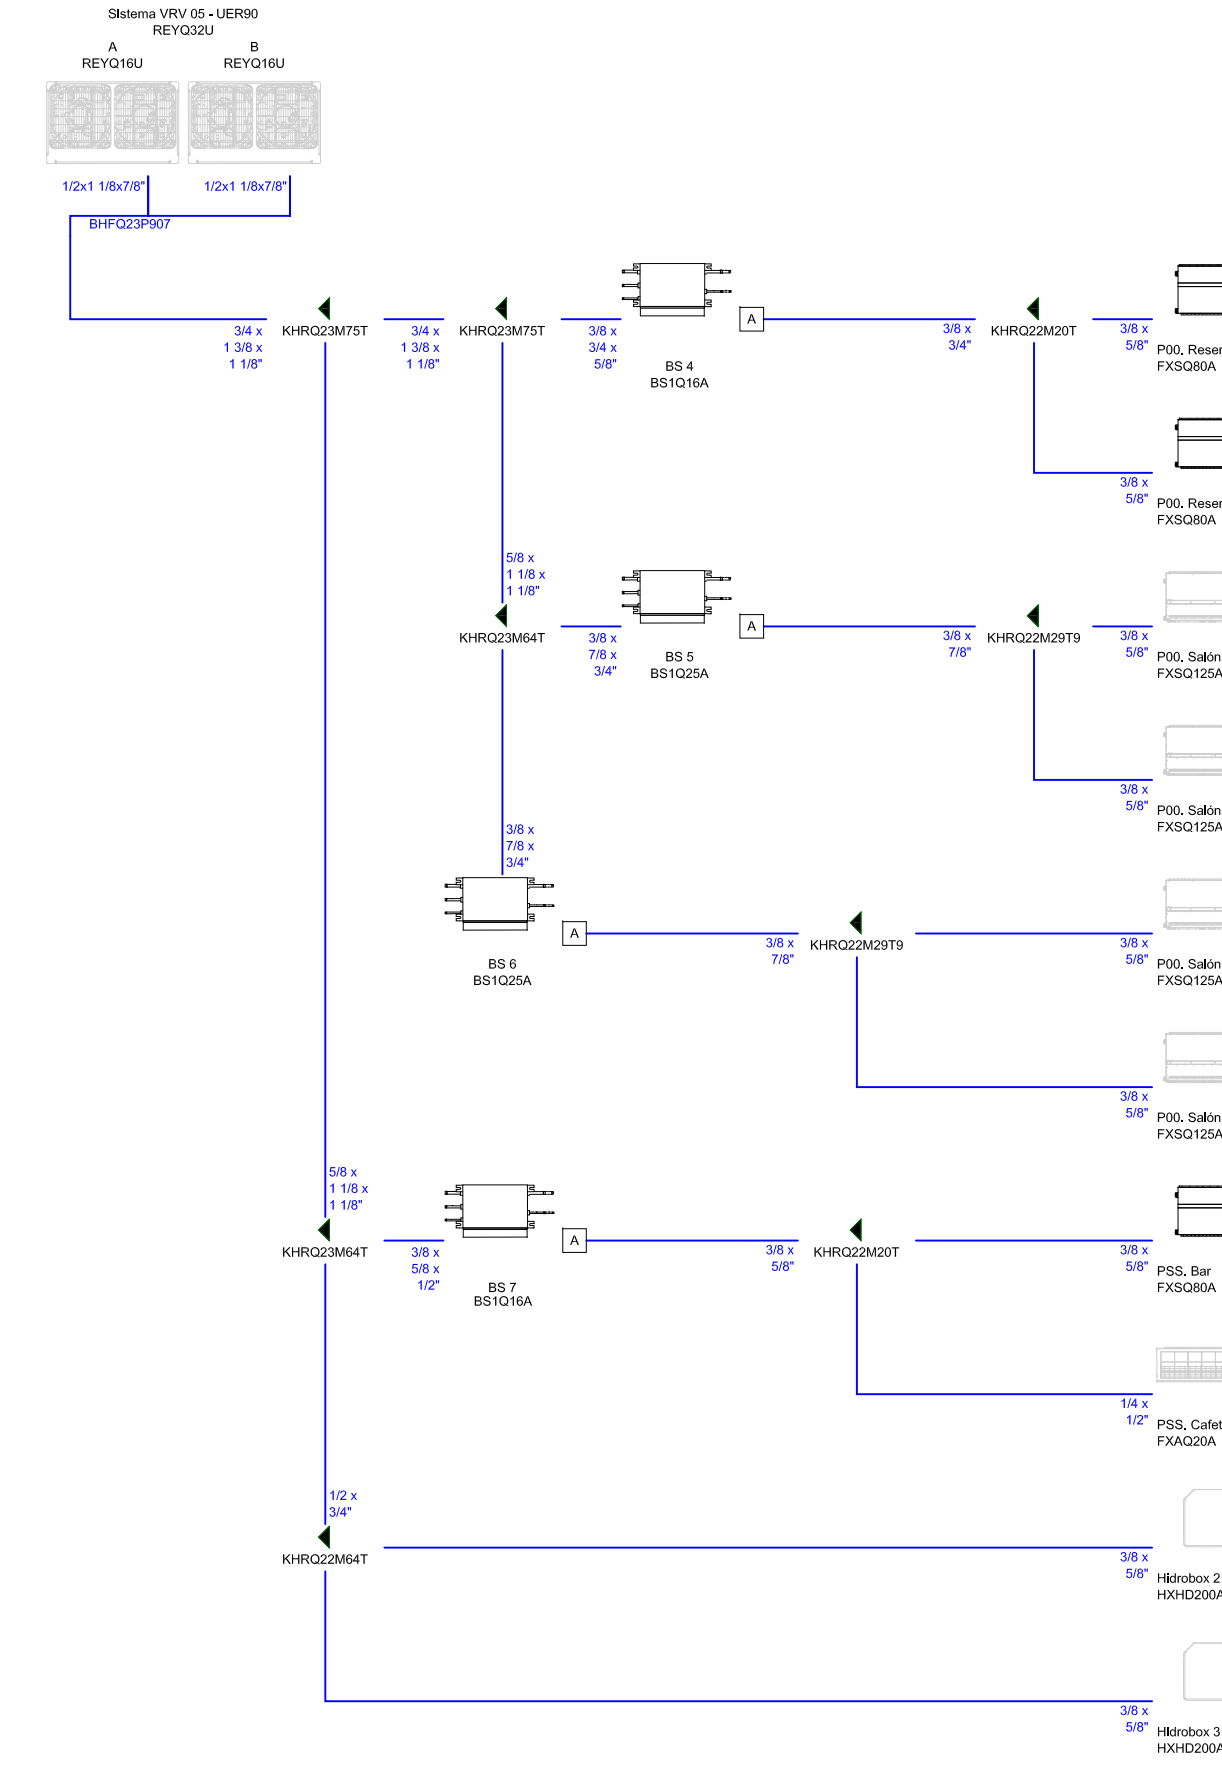 Sistema VRV 05 - UER90
REYQ32U
A
REYQ16U
B
REYQ16U
1/2x1 1/8x7/8"
1/2x1 1/8x7/8"
BHFQ23P907
3/4 x
1 3/8 x
1 1/8"
KHRQ23M75T
3/4 x
1 3/8 x
1 1/8"
KHRQ23M75T
3/8 x
3/4 x
5/8"
BS 4
BS1Q16A
A
3/8 x
3/4"
KHRQ22M20T
3/8 x
5/8"
P00. Reser
FXSQ80A
3/8 x
5/8"
P00. Reser
FXSQ80A
5/8 x
1 1/8 x
1 1/8"
KHRQ23M64T
3/8 x
7/8 x
3/4"
BS 5
BS1Q25A
A
3/8 x
7/8"
KHRQ22M29T9
3/8 x
5/8"
P00. Salón
FXSQ125A
3/8 x
5/8"
P00. Salón
FXSQ125A
3/8 x
7/8 x
3/4"
BS 6
BS1Q25A
A
3/8 x
7/8"
KHRQ22M29T9
3/8 x
5/8"
P00. Salón
FXSQ125A
3/8 x
5/8"
P00. Salón
FXSQ125A
5/8 x
1 1/8 x
1 1/8"
KHRQ23M64T
3/8 x
5/8 x
1/2"
BS 7
BS1Q16A
A
3/8 x
5/8"
KHRQ22M20T
3/8 x
5/8"
PSS. Bar
FXSQ80A
1/4 x
1/2"
PSS. Cafet
FXAQ20A
1/2 x
3/4"
KHRQ22M64T
3/8 x
5/8"
Hidrobox 2
HXHD200A
3/8 x
5/8"
Hidrobox 3
HXHD200A